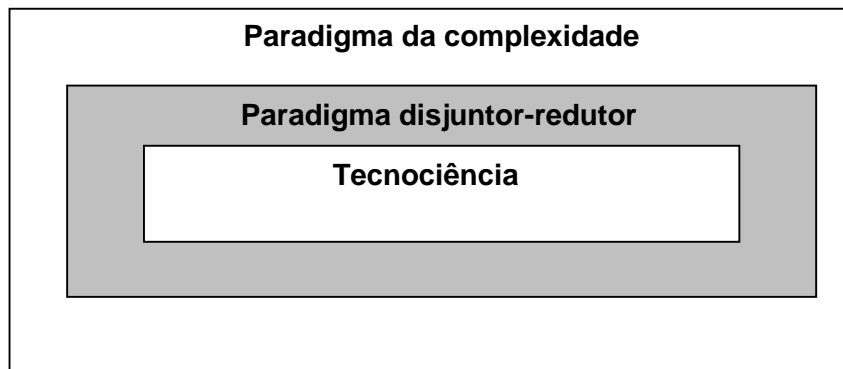 Paradigma da complexidade
Paradigma disjuntor-redutor
Tecnociência